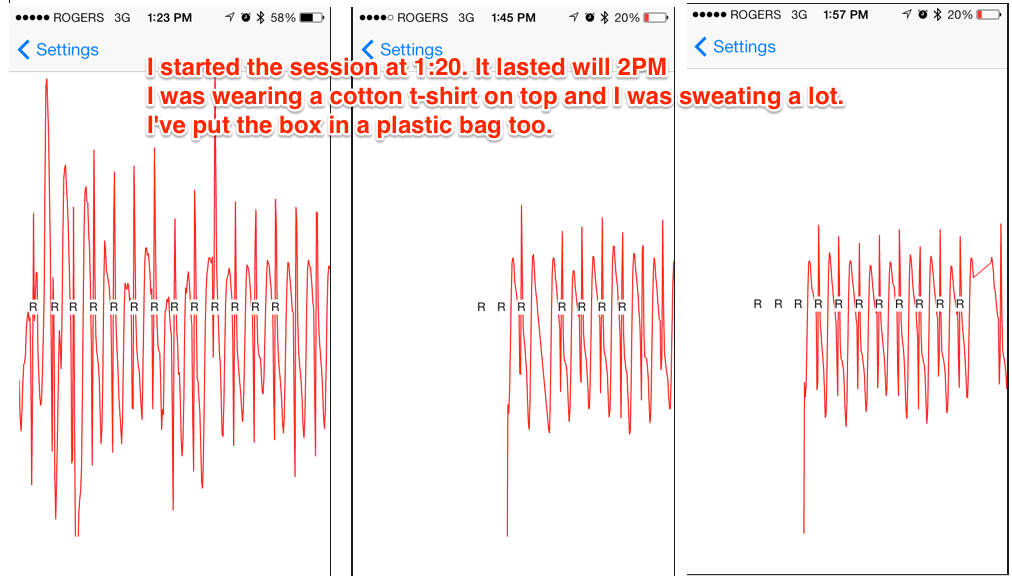 ROGERS 3G 1:23 PM 58%
Settings
R R R R R R R R R R R R R
ROGERS 3G 1:45 PM 20%
Settings
R R R R R R R
ROGERS 3G 1:57 PM 20%
Settings
R R R R R R R R R R R
I started the session at 1:20. It lasted will 2PM
I was wearing a cotton t-shirt on top and I was sweating a lot.
I've put the box in a plastic bag too.